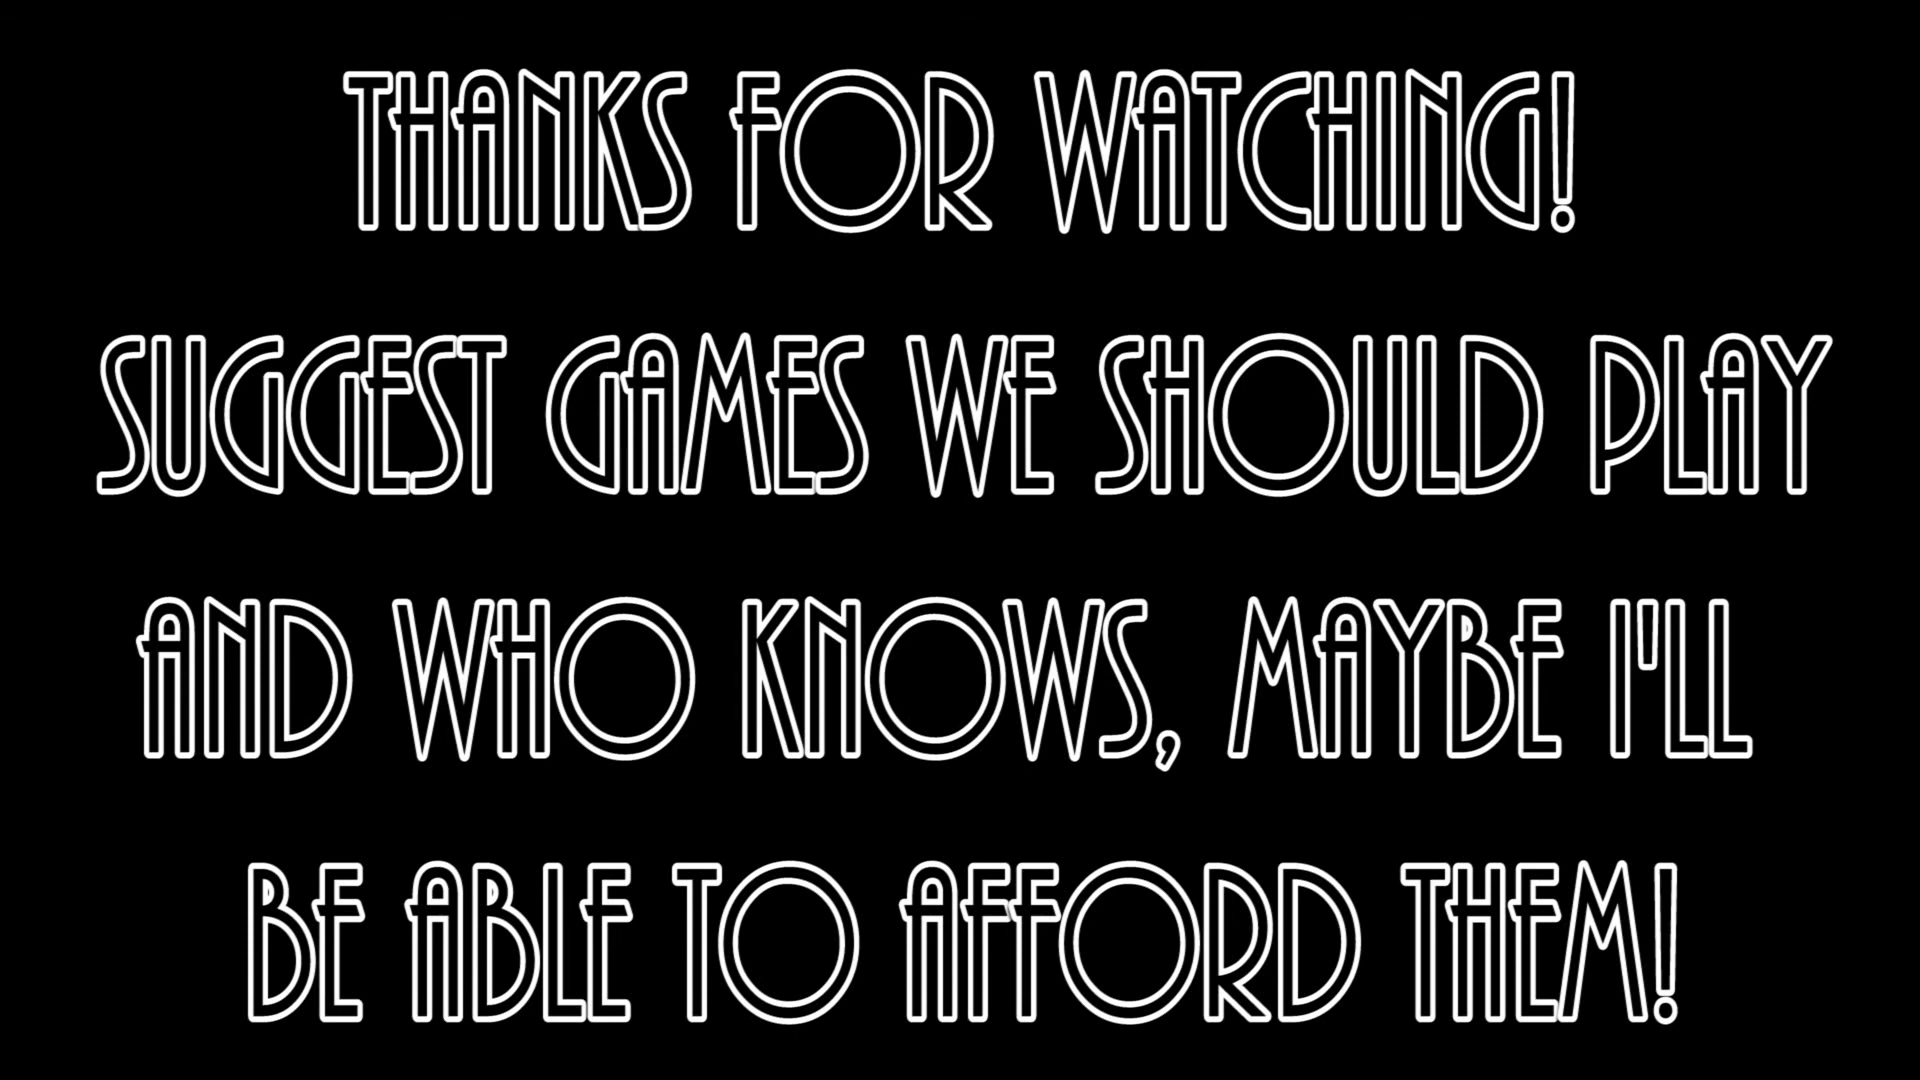 THANKS FOR WATCHING!
SUGGEST GAMES WE SHOULD PLAY
AND WHO KNOWS, MAYBE I'LL
BE ABLE TO AFFORD THEM!